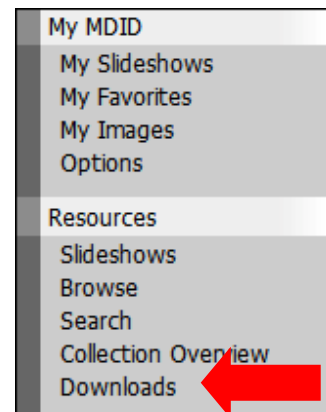 My MDID
My Slideshows
My Favorites
My Images
Options
Resources
Slideshows
Browse
Search
Collection Overview
Downloads